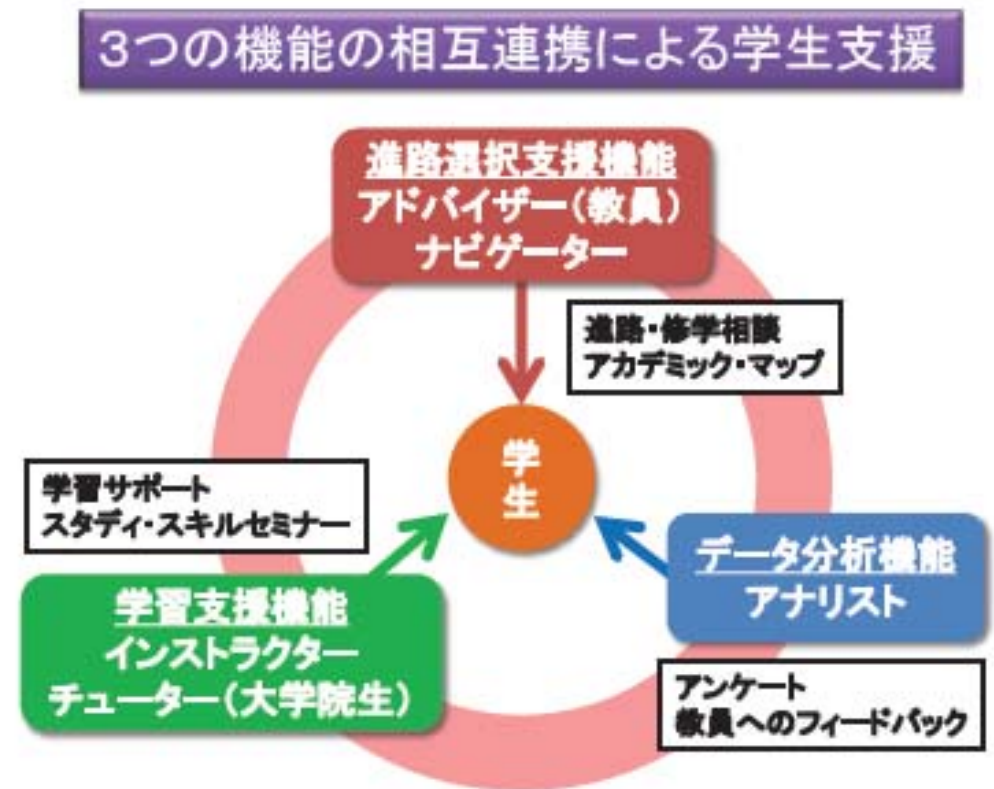 3つの機能の相互連携による学生支援
進路選択支援機能
アドバイザー(教員)
ナビゲーター
進路・修学相談
アカデミック・マップ
学生
学習サポート
スタディ・スキルセミナー
学習支援機能
インストラクター
チューター(大学院生)
データ分析機能
アナリスト
アンケート
教員へのフィードバック